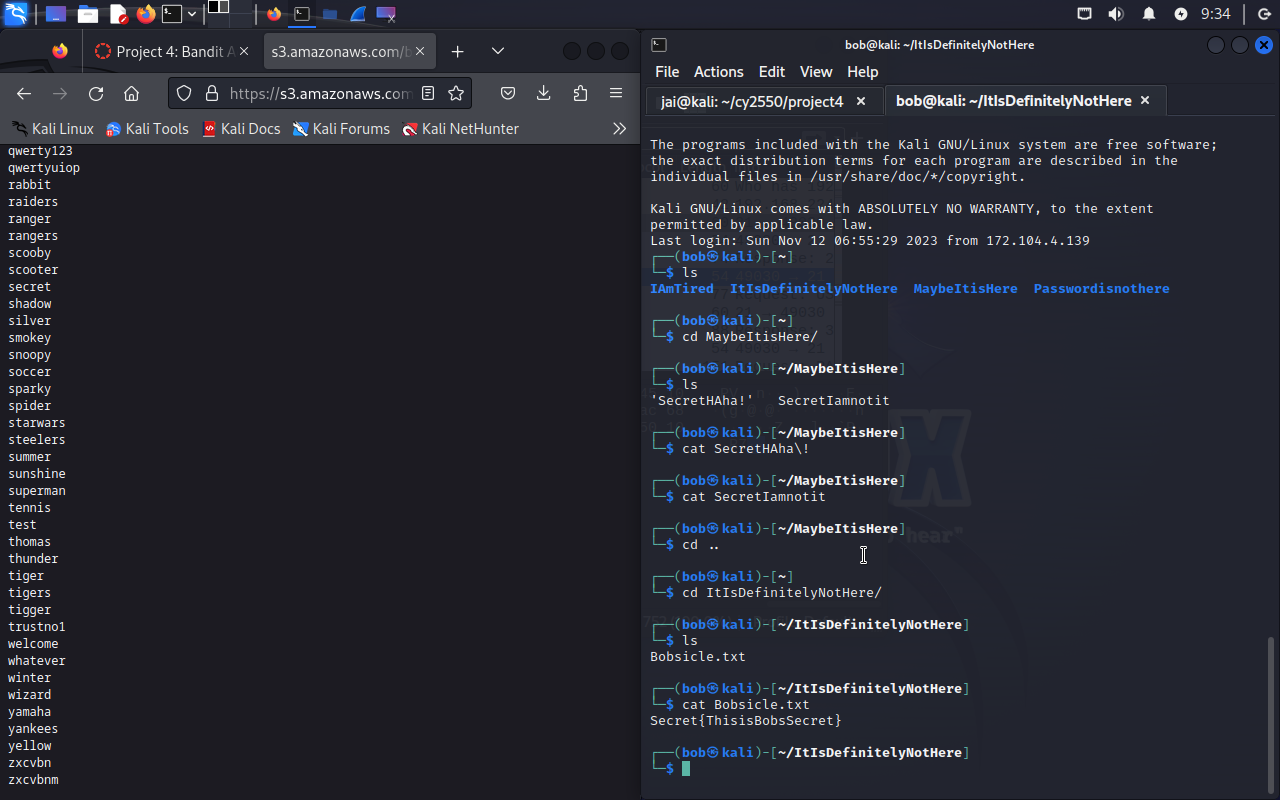 9:34
Project 4: Bandit A
s3.amazonaws.com/b
https://s3.amazonaws.com
Kali Linux
Kali Tools
Kali Docs
Kali Forums
Kali NetHunter
qwerty123
qwertyuiop
rabbit
raiders
ranger
rangers
scooby
scooter
secret
shadow
silver
smokey
snoopy
soccer
sparky
spider
starwars
steelers
summer
sunshine
superman
tennis
test
thomas
thunder
tiger
tigers
tigger
trustno1
welcome
whatever
winter
wizard
yamaha
yankees
yellow
zxcvbn
zxcvbnm
bob@kali: ~/ItIsDefinitelyNotHere
File Actions Edit View Help
jai@kali: ~/cy2550/project4
bob@kali: ~/ItIsDefinitelyNotHere
The programs included with the Kali GNU/Linux system are free software;
the exact distribution terms for each program are described in the
individual files in /usr/share/doc/*/copyright.
Kali GNU/Linux comes with ABSOLUTELY NO WARRANTY, to the extent
permitted by applicable law.
Last login: Sun Nov 12 06:55:29 2023 from 172.104.4.139
┌──(bob㉿kali)-[~]
└─$ ls
IAmTired  ItIsDefinitelyNotHere  MaybeItisHere  Passwordisnothere
┌──(bob㉿kali)-[~]
└─$ cd MaybeItisHere/
┌──(bob㉿kali)-[~/MaybeItisHere]
└─$ ls
'SecretHAha!'   SecretIamnotit
┌──(bob㉿kali)-[~/MaybeItisHere]
└─$ cat SecretHAha\!
┌──(bob㉿kali)-[~/MaybeItisHere]
└─$ cat SecretIamnotit
┌──(bob㉿kali)-[~/MaybeItisHere]
└─$ cd ..
┌──(bob㉿kali)-[~]
└─$ cd ItIsDefinitelyNotHere/
┌──(bob㉿kali)-[~/ItIsDefinitelyNotHere]
└─$ ls
Bobsicle.txt
┌──(bob㉿kali)-[~/ItIsDefinitelyNotHere]
└─$ cat Bobsicle.txt
Secret{ThisisBobsSecret}
┌──(bob㉿kali)-[~/ItIsDefinitelyNotHere]
└─$